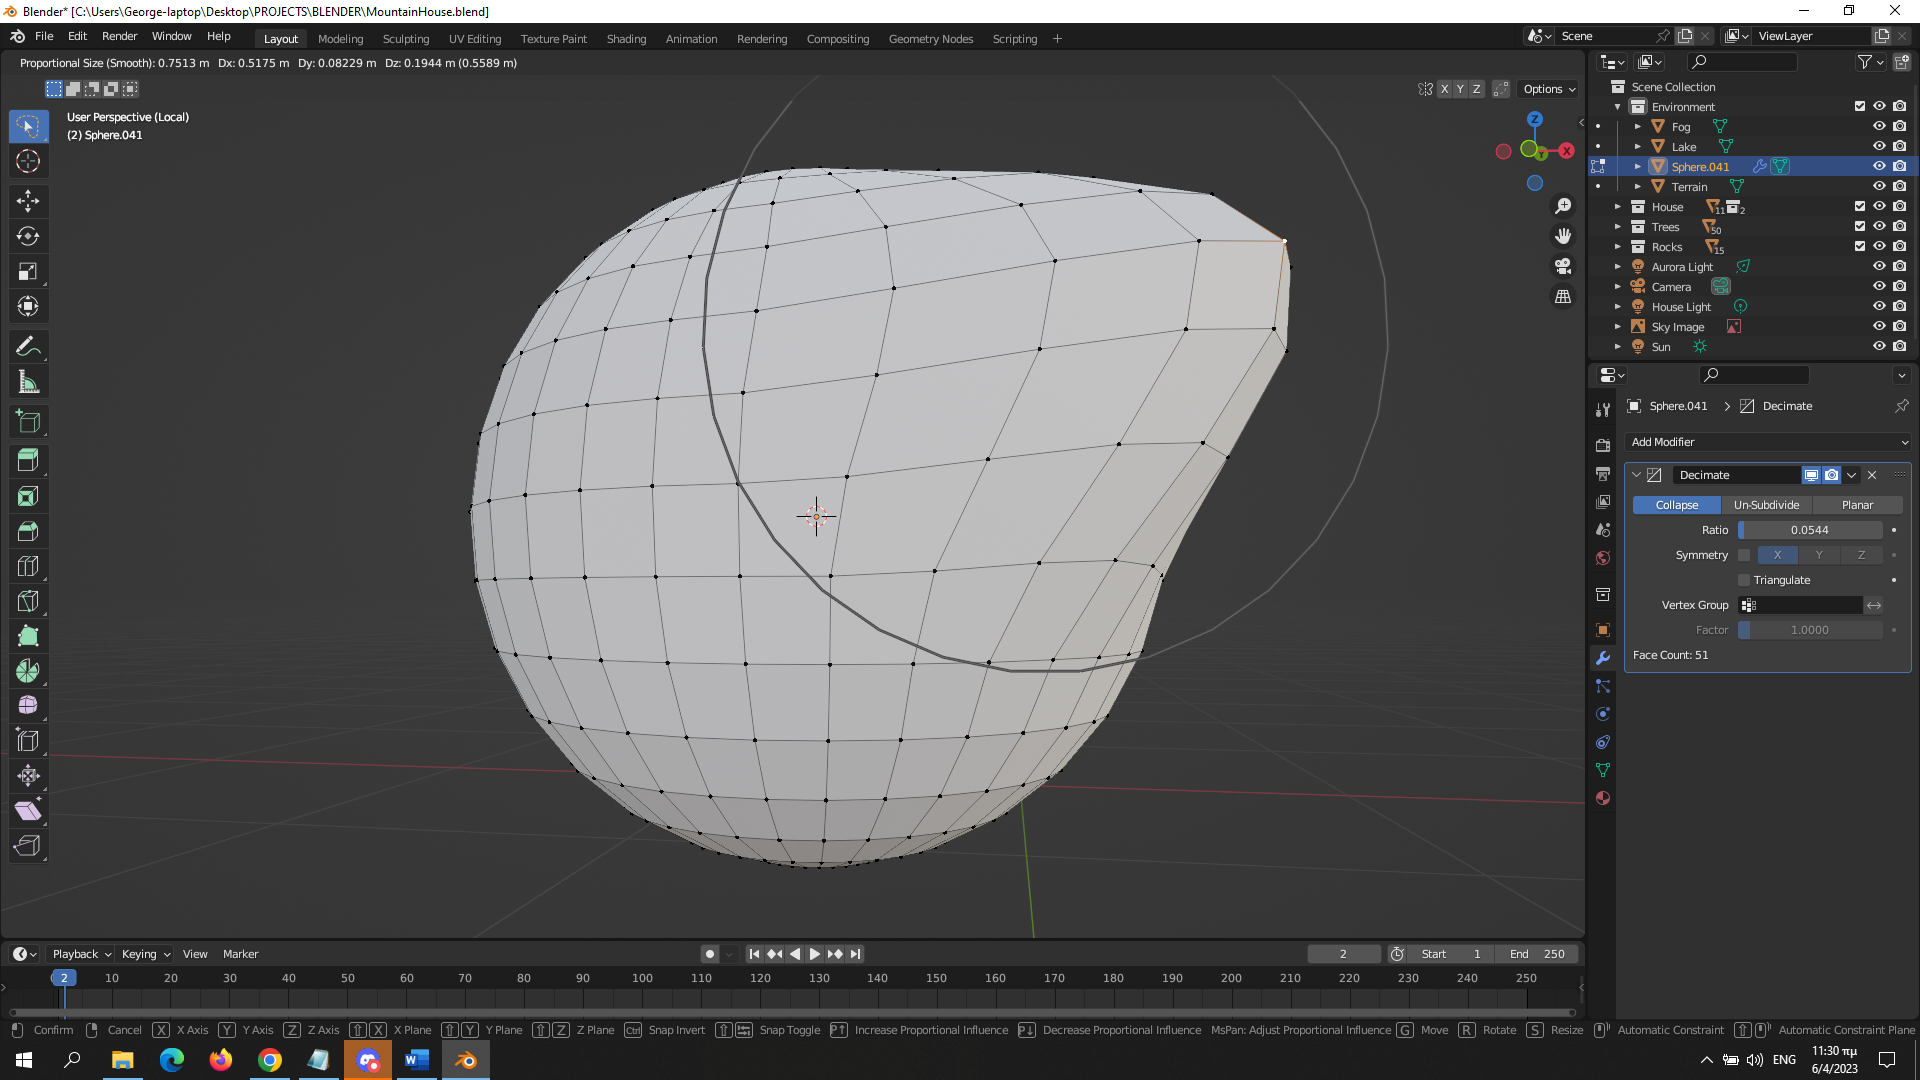 Blender* [C:\Users\George-laptop\Desktop\PROJECTS\BLENDER\MountainHouse.blend]
File Edit Render Window Help Layout Modeling Sculpting UV Editing Texture Paint Shading Animation Rendering Compositing Geometry Nodes Scripting + Scene ViewLayer
Proportional Size (Smooth): 0.7513 m Dx: 0.5175 m Dy: 0.08229 m Dz: 0.1944 m (0.5589 m)
X Y Z Options
User Perspective (Local)
(2) Sphere.041
Z
Y X
Scene Collection
Environment
Fog
Lake
Sphere.041
Terrain
House 11 2
Trees 50
Rocks 15
Aurora Light
Camera
House Light
Sky Image
Sun
Sphere.041 > Decimate
Add Modifier
Decimate
Collapse Un-Subdivide Planar
Ratio 0.0544
Symmetry X Y Z
Triangulate
Vertex Group
Factor 1.0000
Face Count: 51
Playback Keying View Marker 2 Start 1 End 250
2 10 20 30 40 50 60 70 80 90 100 110 120 130 140 150 160 170 180 190 200 210 220 230 240 250
Confirm Cancel X X Axis Y Y Axis Z Z Axis X X Plane Y Y Plane Z Z Plane Ctrl Snap Invert Snap Toggle P↑ Increase Proportional Influence P↓ Decrease Proportional Influence MsPan: Adjust Proportional Influence G Move R Rotate S Resize Automatic Constraint Automatic Constraint Plane
ENG
11:30 πμ
6/4/2023